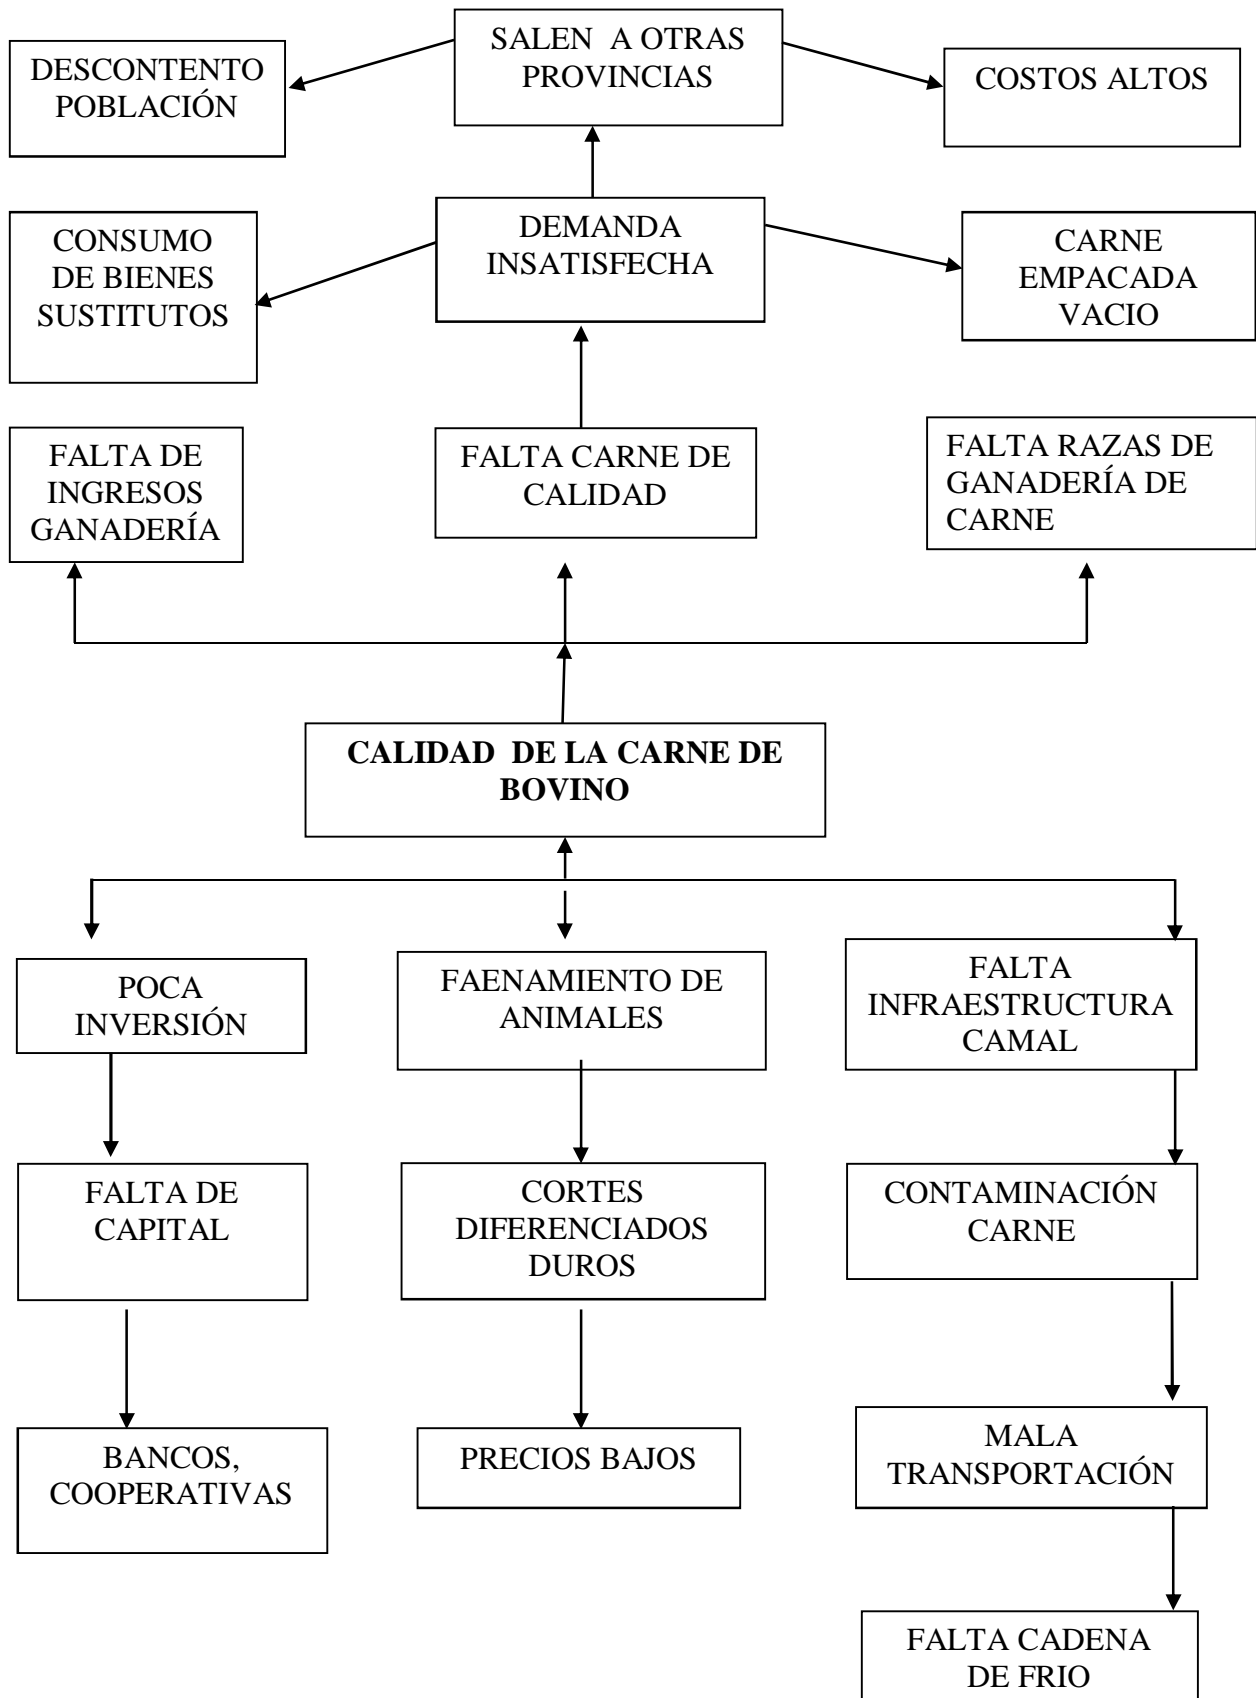 DESCONTENTO
POBLACIÓN
SALEN A OTRAS
PROVINCIAS
COSTOS ALTOS
CONSUMO
DE BIENES
SUSTITUTOS
DEMANDA
INSATISFECHA
CARNE
EMPACADA
VACIO
FALTA DE
INGRESOS
GANADERÍA
FALTA CARNE DE
CALIDAD
FALTA RAZAS DE
GANADERÍA DE
CARNE
CALIDAD DE LA CARNE DE
BOVINO
POCA
INVERSIÓN
FAENAMIENTO DE
ANIMALES
FALTA
INFRAESTRUCTURA
CAMAL
FALTA DE
CAPITAL
CORTES
DIFERENCIADOS
DUROS
CONTAMINACIÓN
CARNE
BANCOS,
COOPERATIVAS
PRECIOS BAJOS
MALA
TRANSPORTACIÓN
FALTA CADENA
DE FRIO